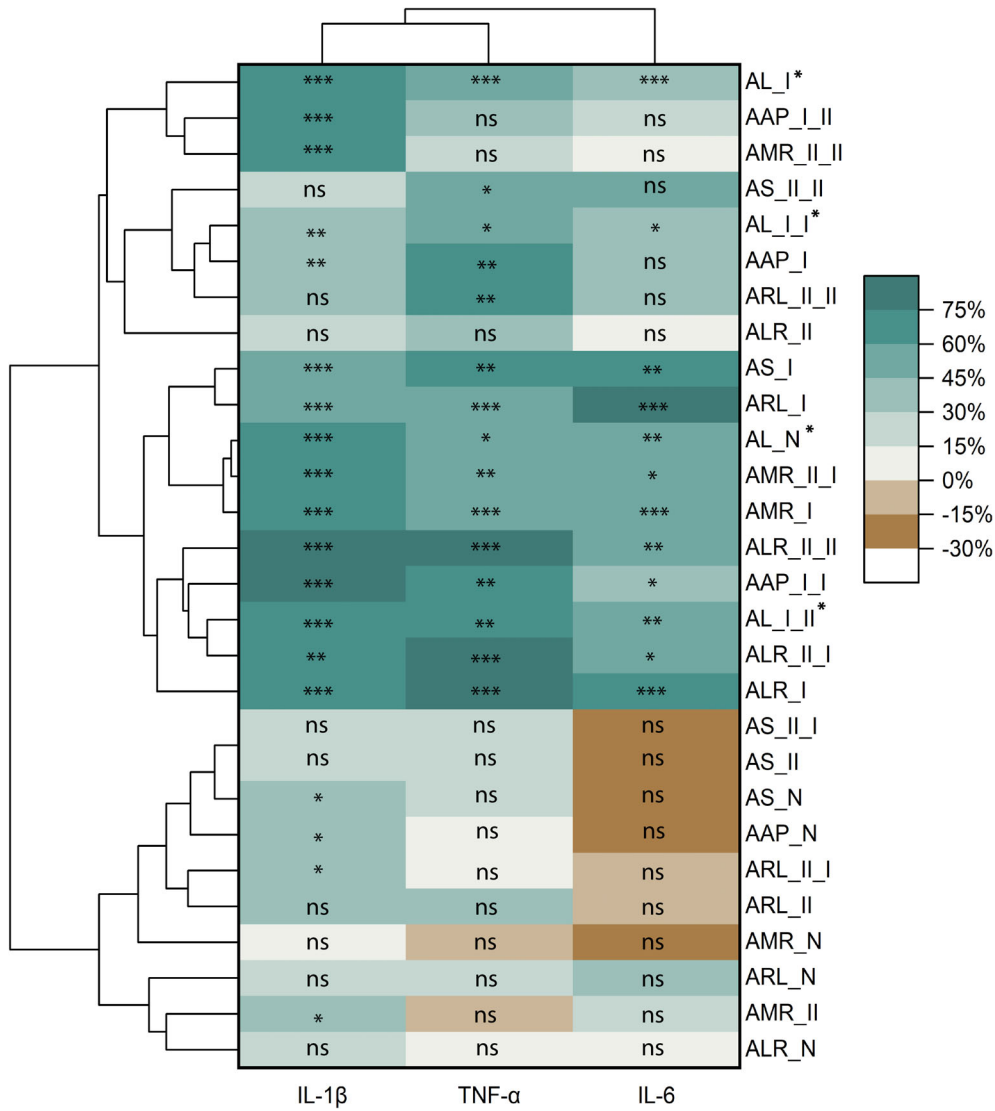 *** *** *** AL_I*
*** ns ns AAP_I_II
*** ns ns AMR_II_II
ns * ns AS_II_II
** * * AL_I_I*
** ** ns AAP_I
ns ** ns ARL_II_II
ns ns ns ALR_II
*** ** ** AS_I
*** *** *** ARL_I
*** * ** AL_N*
*** ** * AMR_II_I
*** *** *** AMR_I
*** *** ** ALR_II_II
*** ** * AAP_I_I
*** ** ** AL_I_II*
** *** * ALR_II_I
*** *** *** ALR_I
ns ns ns AS_II_I
ns ns ns AS_II
* ns ns AS_N
* ns ns AAP_N
* ns ns ARL_II_I
ns ns ns ARL_II
ns ns ns AMR_N
ns ns ns ARL_N
* ns ns AMR_II
ns ns ns ALR_N
IL-1β TNF-α IL-6
75%
60%
45%
30%
15%
0%
-15%
-30%